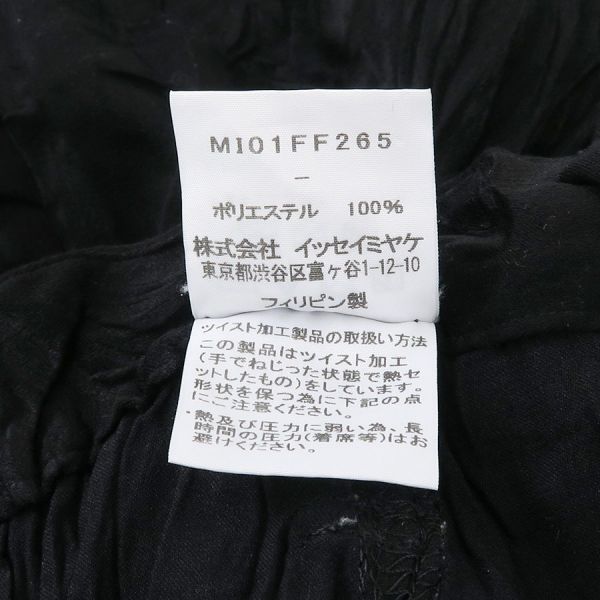 MI01FF265
–
ポリエステル 100%
株式会社 イッセイミヤケ
東京都渋谷区富ヶ谷1-12-10
フィリピン製
ツイスト加工製品の取扱い方法
この製品はツイスト加工
(手でねじった状態で熱セ
ットしたもの)をしています。
形状を保つ為に下記の点
にご注意ください。
・熱及び圧力に弱い為、長
時間の圧力(着席等)はお
避けください。